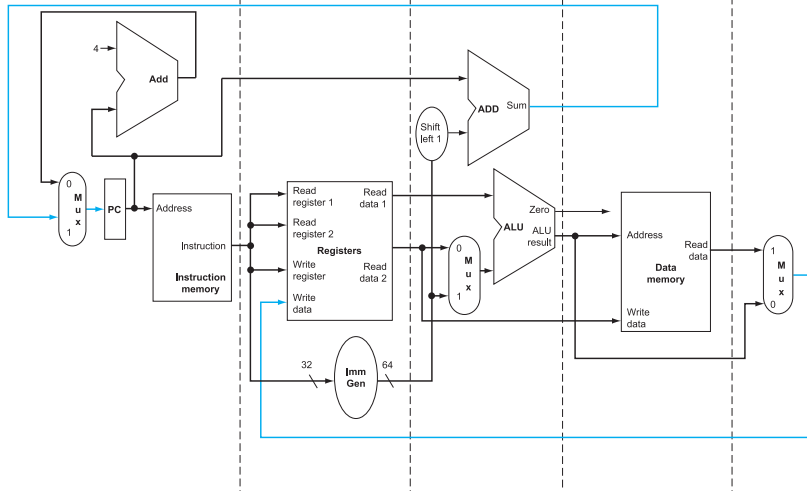 4
Add
ADD
Sum
Shift
left 1
0
M
u
x
1
PC
Address
Instruction
Instruction
memory
Read
register 1
Read
register 2
Write
register
Write
data
Registers
Read
data 1
Read
data 2
0
M
u
x
1
Zero
ALU
ALU
result
Address
Read
data
Data
memory
Write
data
1
M
u
x
0
32
Imm
Gen
64